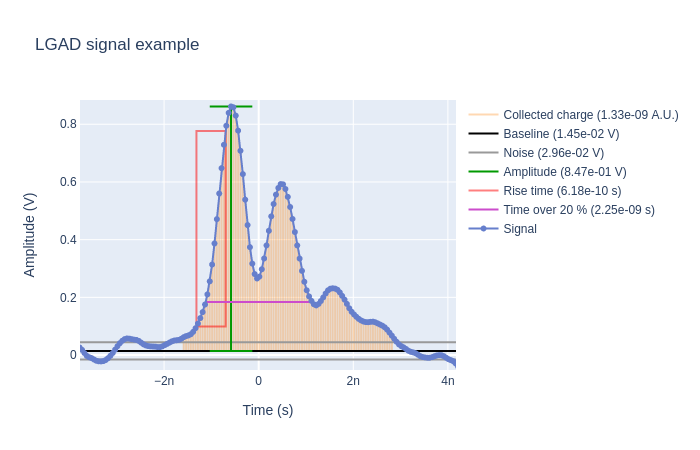 LGAD signal example
Collected charge (1.33e-09 A.U.)
Baseline (1.45e-02 V)
Noise (2.96e-02 V)
Amplitude (8.47e-01 V)
Rise time (6.18e-10 s)
Time over 20 % (2.25e-09 s)
Signal
Amplitude (V)
0.8
0.6
0.4
0.2
0
−2n
0
2n
4n
Time (s)